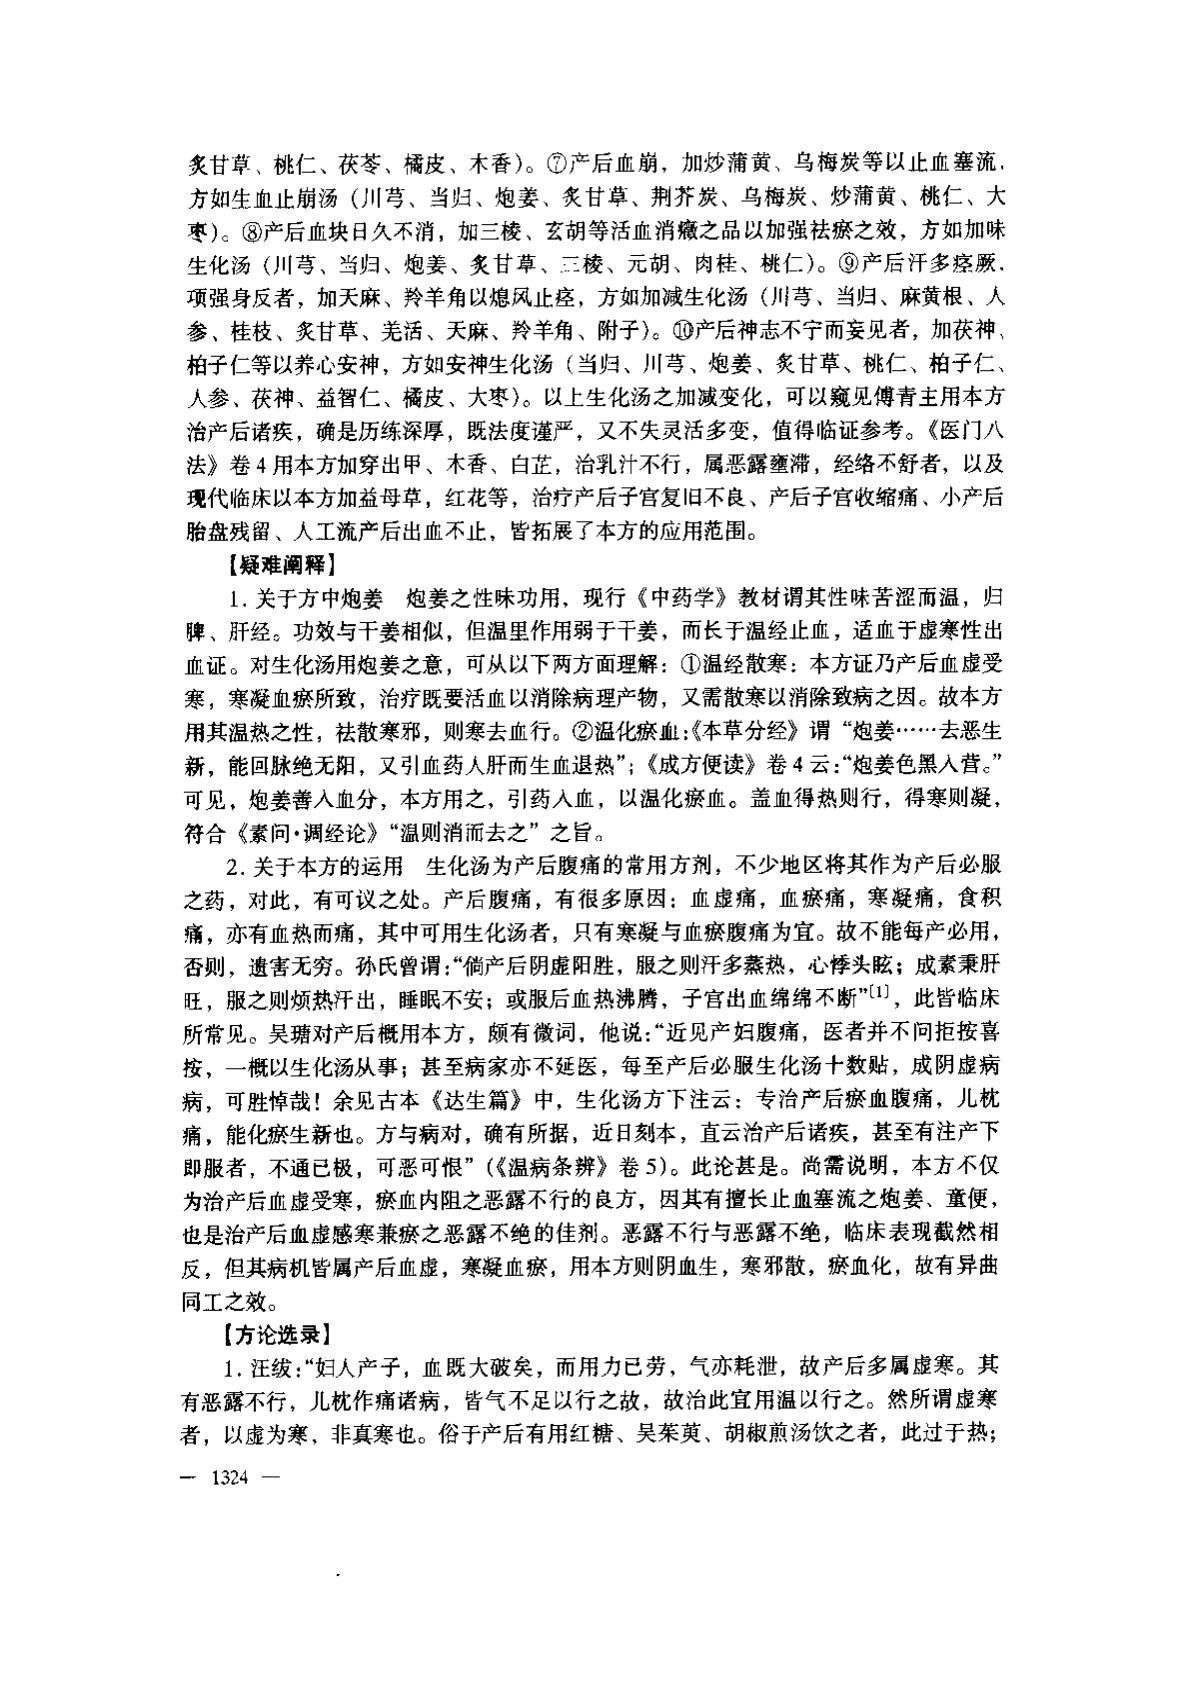 炙甘草、桃仁、茯苓、橘皮、木香)。⑦产后血崩，加炒蒲黄、乌梅炭等以止血塞流，
方如生血止崩汤（川芎、当归、炮姜、炙甘草、荆芥炭、乌梅炭、炒蒲黄、桃仁、大
枣)。⑧产后血块日久不消，加三棱、玄胡等活血消癥之品以加强祛瘀之效，方如加味
生化汤（川芎、当归、炮姜、炙甘草、三棱、元胡、肉桂、桃仁)。⑨产后汗多痉厥，
项强身反者，加天麻、羚羊角以熄风止痉，方如加减生化汤（川芎、当归、麻黄根、人
参、桂枝、炙甘草、羌活、天麻、羚羊角、附子)。⑩产后神志不宁而妄见者，加茯神、
柏子仁等以养心安神，方如安神生化汤（当归、川芎、炮姜、炙甘草、桃仁、柏子仁、
人参、茯神、益智仁、橘皮、大枣)。以上生化汤之加减变化，可以窥见傅青主用本方
治产后诸疾，确是历练深厚，既法度谨严，又不失灵活多变，值得临证参考。《医门八
法》卷4用本方加穿出甲、木香、白芷，治乳汁不行，属恶露壅滞，经络不舒者，以及
现代临床以本方加益母草，红花等，治疗产后子宫复旧不良、产后子宫收缩痛、小产后
胎盘残留、人工流产后出血不止，皆拓展了本方的应用范围。
【疑难阐释】
1. 关于方中炮姜　炮姜之性味功用，现行《中药学》教材谓其性味苦涩而温，归
脾、肝经。功效与干姜相似，但温里作用弱于干姜，而长于温经止血，适血于虚寒性出
血证。对生化汤用炮姜之意，可从以下两方面理解：①温经散寒：本方证乃产后血虚受
寒，寒凝血瘀所致，治疗既要活血以消除病理产物，又需散寒以消除致病之因。故本方
用其温热之性，祛散寒邪，则寒去血行。②温化瘀血:《本草分经》谓“炮姜……去恶生
新，能回脉绝无阳，又引血药人肝而生血退热”;《成方便读》卷4云:“炮姜色黑入营。”
可见，炮姜善入血分，本方用之，引药入血，以温化瘀血。盖血得热则行，得寒则凝，
符合《素问·调经论》“温则消而去之”之旨。
2. 关于本方的运用　生化汤为产后腹痛的常用方剂，不少地区将其作为产后必服
之药，对此，有可议之处。产后腹痛，有很多原因：血虚痛，血瘀痛，寒凝痛，食积
痛，亦有血热而痛，其中可用生化汤者，只有寒凝与血瘀腹痛为宜。故不能每产必用，
否则，遗害无穷。孙氏曾谓:“倘产后阴虚阳胜，服之则汗多蒸热，心悸头眩；成素秉肝
旺，服之则烦热汗出，睡眠不安；或服后血热沸腾，子宫出血绵绵不断”[1]，此皆临床
所常见。吴瑭对产后概用本方，颇有微词，他说:“近见产妇腹痛，医者并不问拒按喜
按，一概以生化汤从事；甚至病家亦不延医，每至产后必服生化汤十数贴，成阴虚病
病，可胜悼哉！余见古本《达生篇》中，生化汤方下注云：专治产后瘀血腹痛，儿枕
痛，能化瘀生新也。方与病对，确有所据，近日刻本，直云治产后诸疾，甚至有注产下
即服者，不通已极，可恶可恨”(《温病条辨》卷5)。此论甚是。尚需说明，本方不仅
为治产后血虚受寒，瘀血内阻之恶露不行的良方，因其有擅长止血塞流之炮姜、童便，
也是治产后血虚感寒兼瘀之恶露不绝的佳剂。恶露不行与恶露不绝，临床表现截然相
反，但其病机皆属产后血虚，寒凝血瘀，用本方则阴血生，寒邪散，瘀血化，故有异曲
同工之效。
【方论选录】
1. 汪绂:“妇人产子，血既大破矣，而用力已劳，气亦耗泄，故产后多属虚寒。其
有恶露不行，儿枕作痛诸病，皆气不足以行之故，故治此宜用温以行之。然所谓虚寒
者，以虚为寒，非真寒也。俗于产后有用红糖、吴茱萸、胡椒煎汤饮之者，此过于热；
— 1324 —